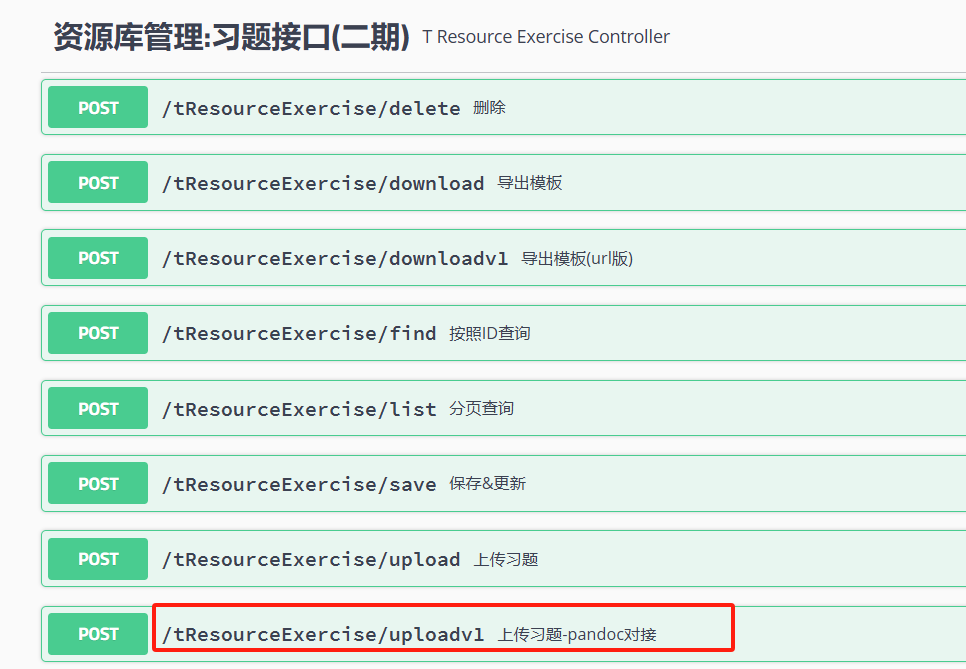 资源库管理:习题接口(二期) T Resource Exercise Controller
POST /tResourceExercise/delete 删除
POST /tResourceExercise/download 导出模板
POST /tResourceExercise/downloadv1 导出模板(url版)
POST /tResourceExercise/find 按照ID查询
POST /tResourceExercise/list 分页查询
POST /tResourceExercise/save 保存&更新
POST /tResourceExercise/upload 上传习题
POST /tResourceExercise/uploadv1 上传习题-pandoc对接